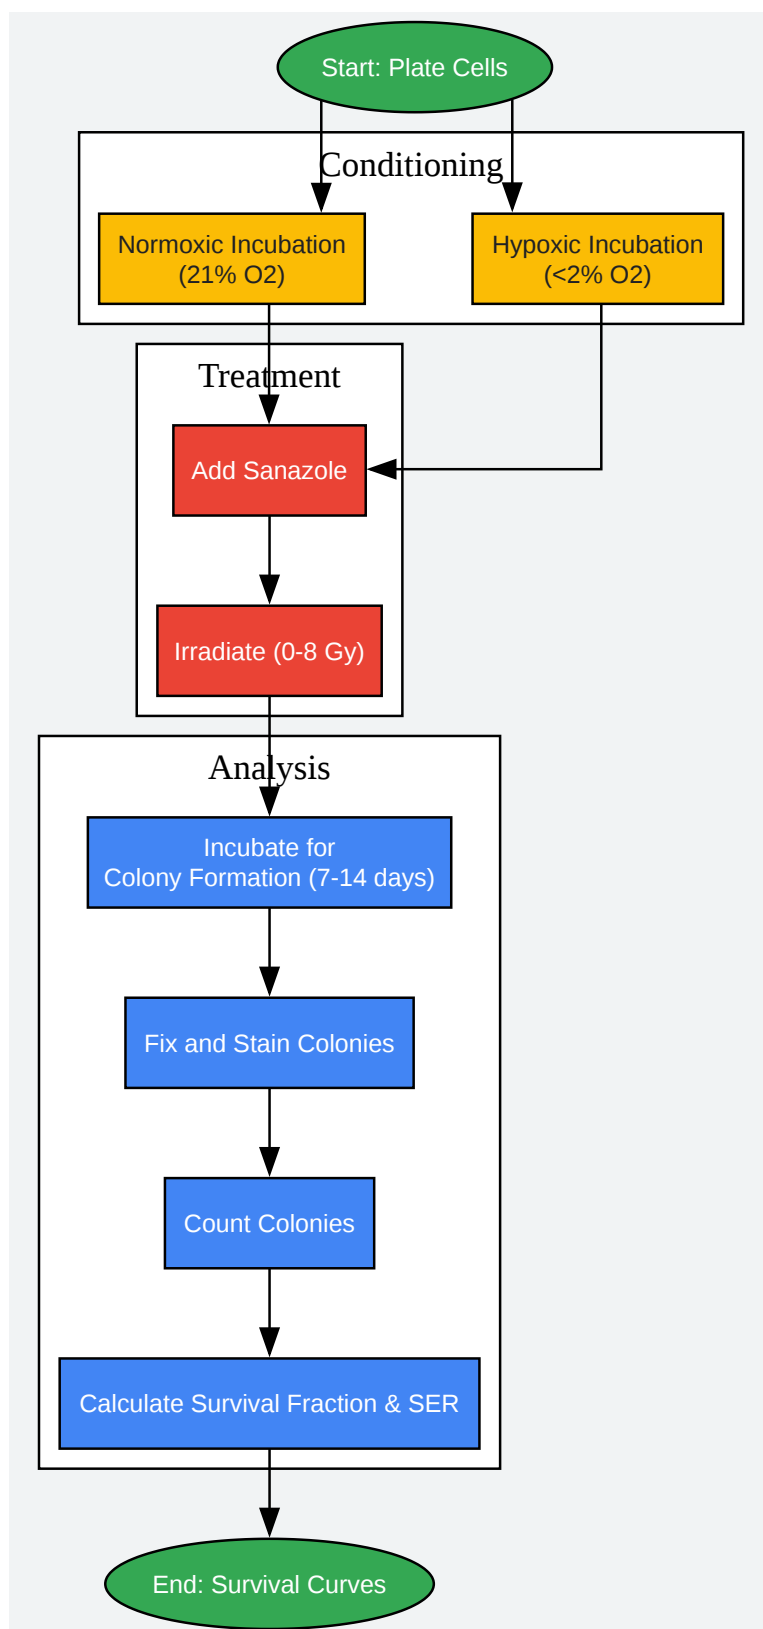 Start: Plate Cells
Conditioning
Normoxic Incubation
(21% O2)
Hypoxic Incubation
(<2% O2)
Treatment
Add Sanazole
Irradiate (0-8 Gy)
Analysis
Incubate for
Colony Formation (7-14 days)
Fix and Stain Colonies
Count Colonies
Calculate Survival Fraction & SER
End: Survival Curves